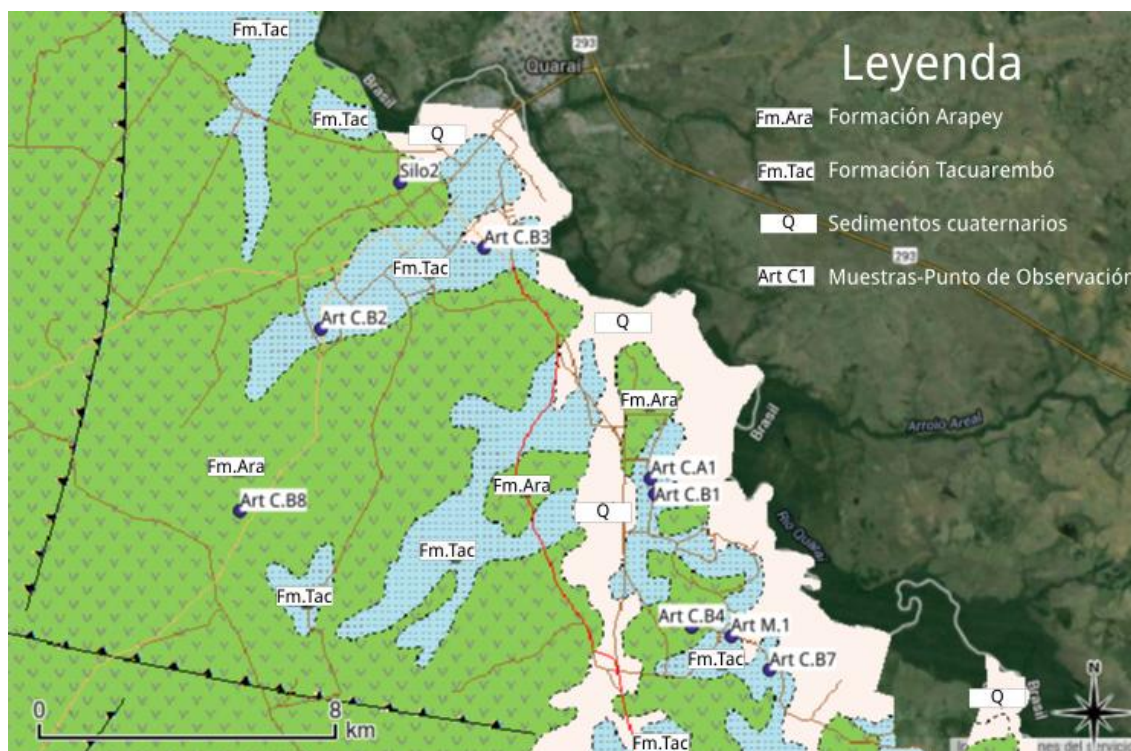 Leyenda
Fm.Ara Formación Arapey
Fm.Tac Formación Tacuarembó
Q Sedimentos cuaternarios
Art C1 Muestras-Punto de Observación
Fm.Tac
293
Quaraí
Brasil
Fm.Tac
Q
Silo2
Art C.B3
293
Fm.Tac
Art C.B2
Q
Fm.Ara
Brasil
Arroio Areal
Fm.Ara
Art C.A1
Fm.Ara
Art C.B1
Art C.B8
Q
Rio Quaraí
Fm.Tac
Fm.Tac
Art C.B4
Art M.1
Fm.Tac
Art C.B7
N
Q
Brasil
0 8
km
Fm.Tac